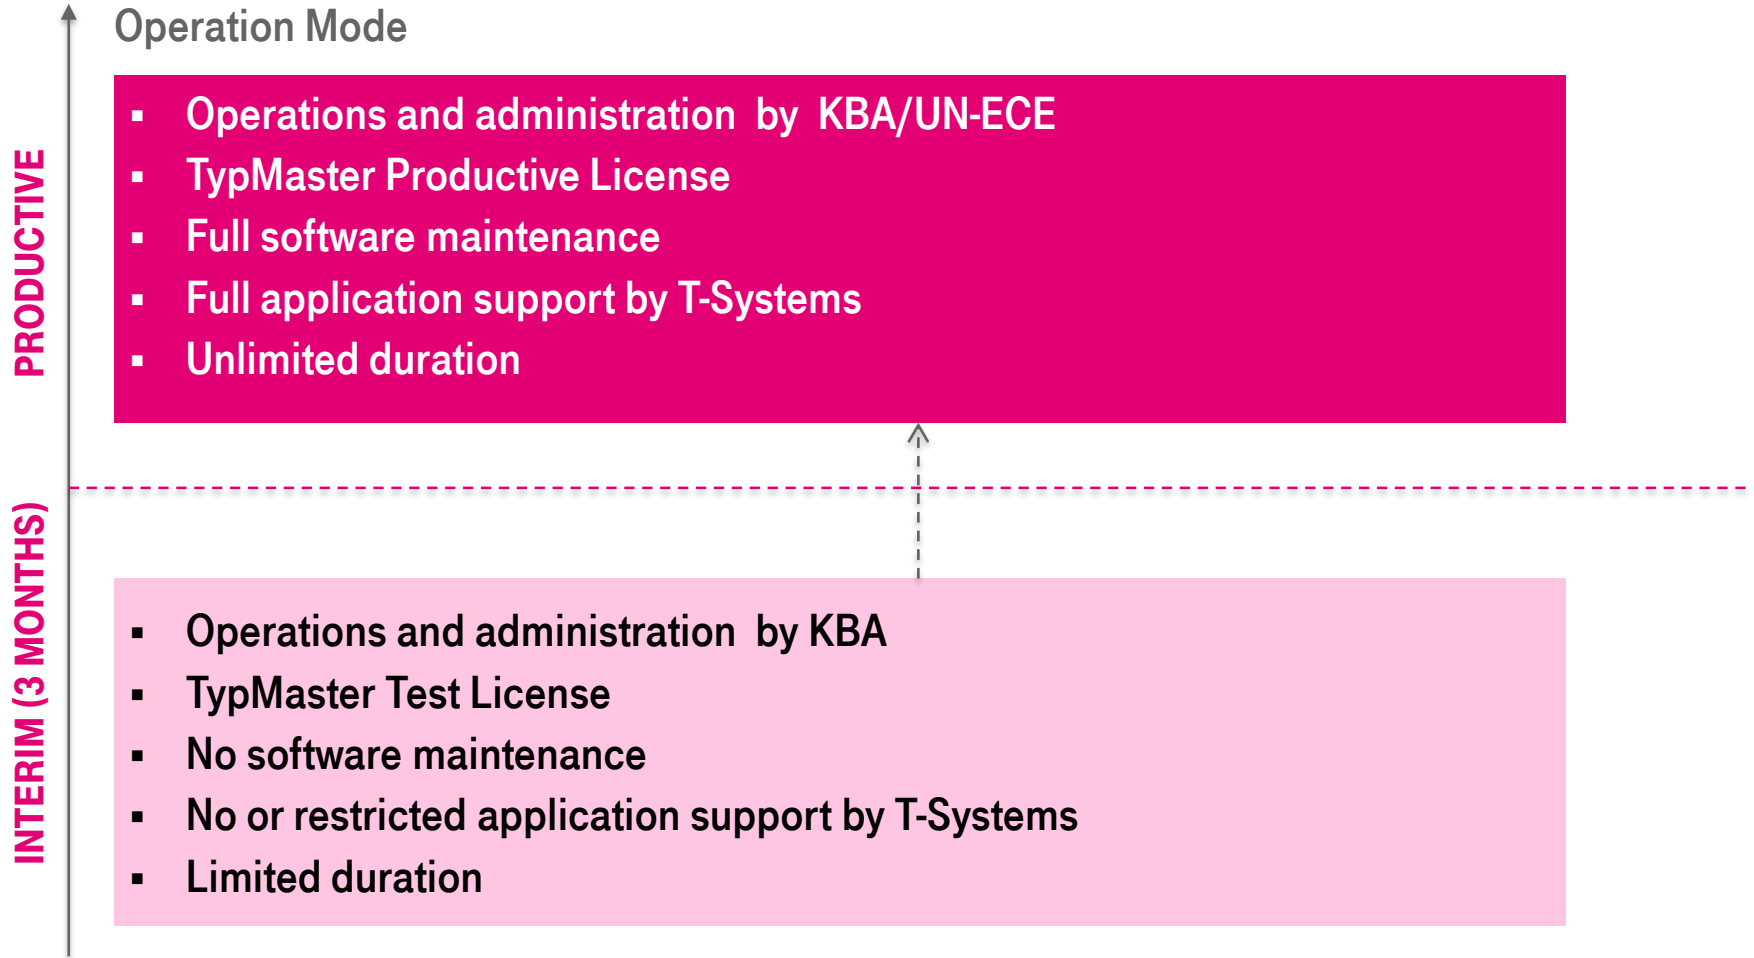 Operation Mode
PRODUCTIVE
▪ Operations and administration by KBA/UN-ECE
▪ TypMaster Productive License
▪ Full software maintenance
▪ Full application support by T-Systems
▪ Unlimited duration
INTERIM (3 MONTHS)
▪ Operations and administration by KBA
▪ TypMaster Test License
▪ No software maintenance
▪ No or restricted application support by T-Systems
▪ Limited duration